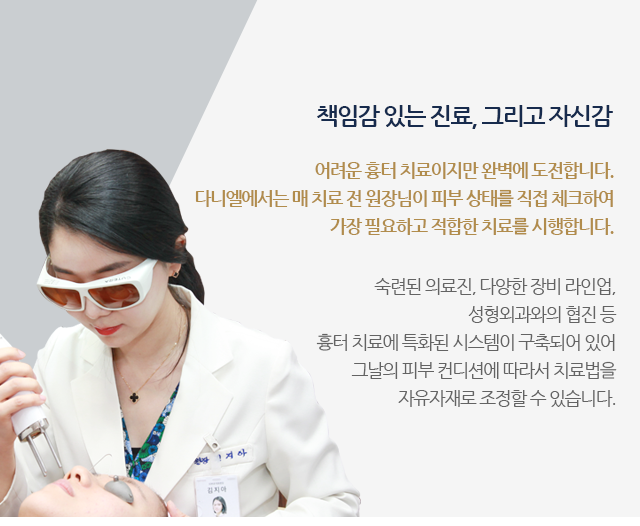 책임감 있는 진료, 그리고 자신감
어려운 흉터 치료이지만 완벽에 도전합니다.
다니엘에서는 매 치료 전 원장님이 피부 상태를 직접 체크하여
가장 필요하고 적합한 치료를 시행합니다.
숙련된 의료진, 다양한 장비 라인업,
성형외과와의 협진 등
흉터 치료에 특화된 시스템이 구축되어 있어
그날의 피부 컨디션에 따라서 치료법을
자유자재로 조정할 수 있습니다.
김지아